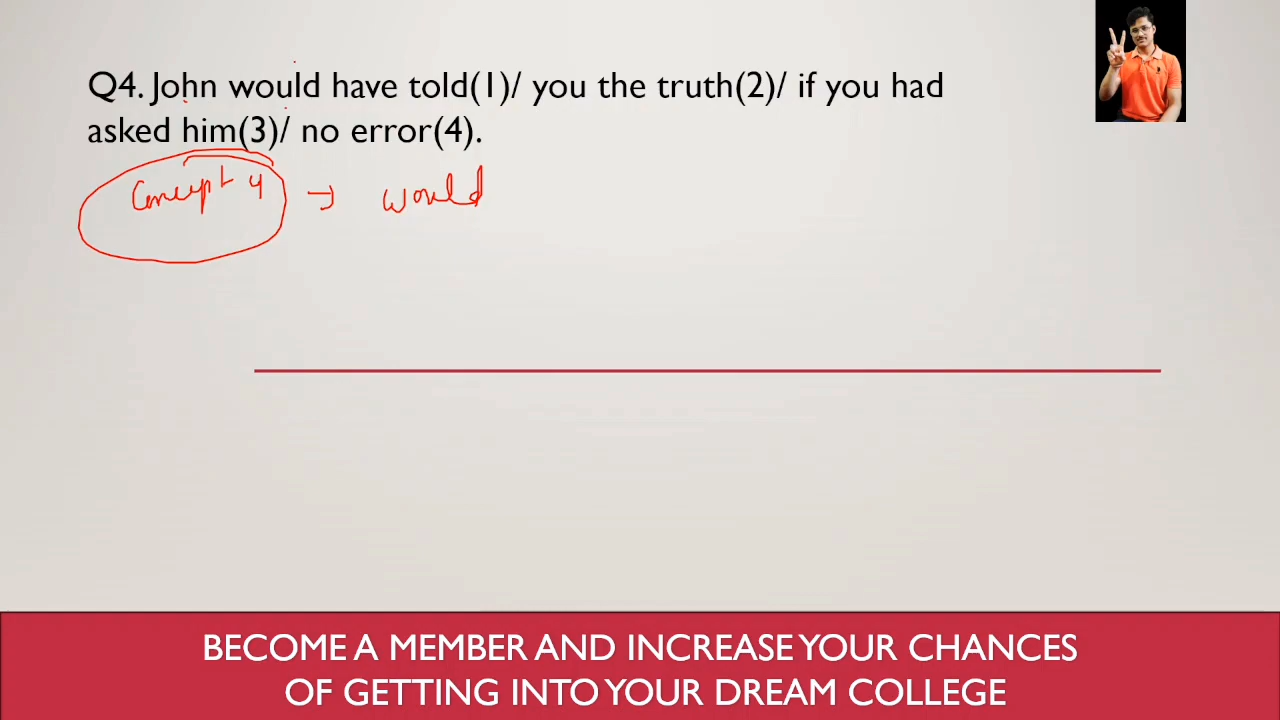 Q4. John would have told(1)/ you the truth(2)/ if you had
asked him(3)/ no error(4).
Concept 4 → would
BECOME A MEMBER AND INCREASE YOUR CHANCES
OF GETTING INTO YOUR DREAM COLLEGE